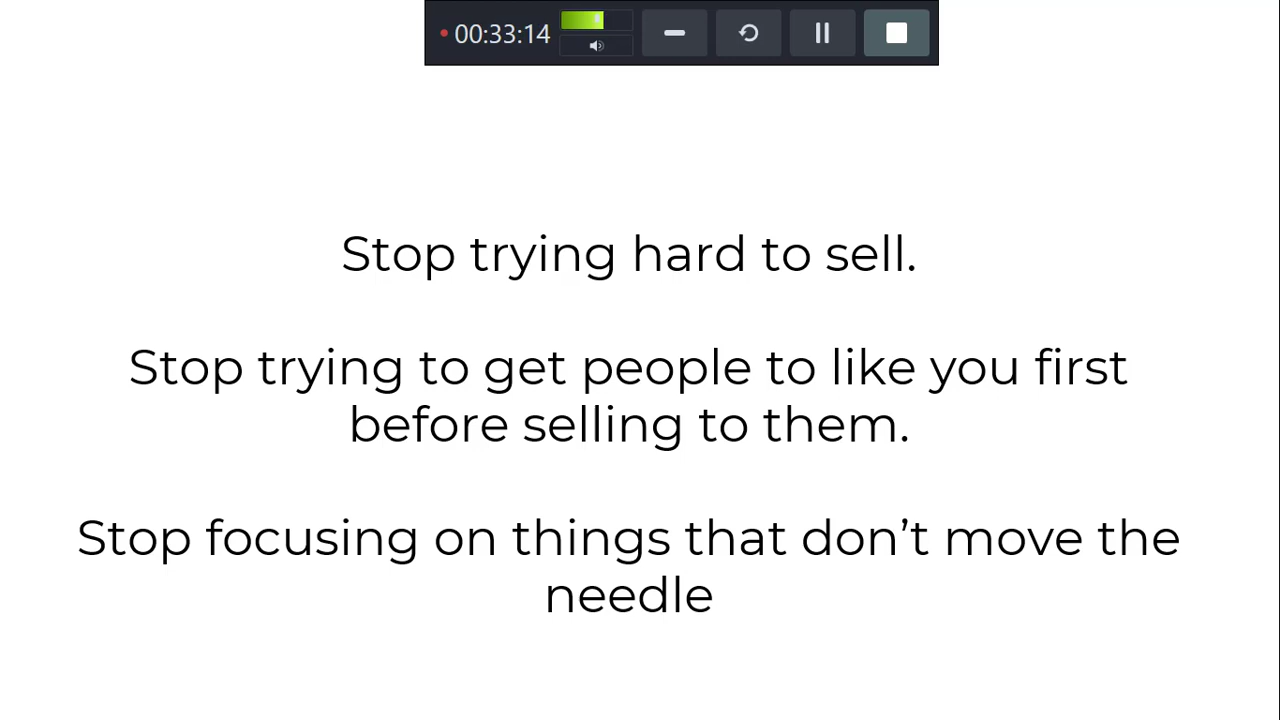 00:33:14
Stop trying hard to sell.
Stop trying to get people to like you first
before selling to them.
Stop focusing on things that don’t move the
needle